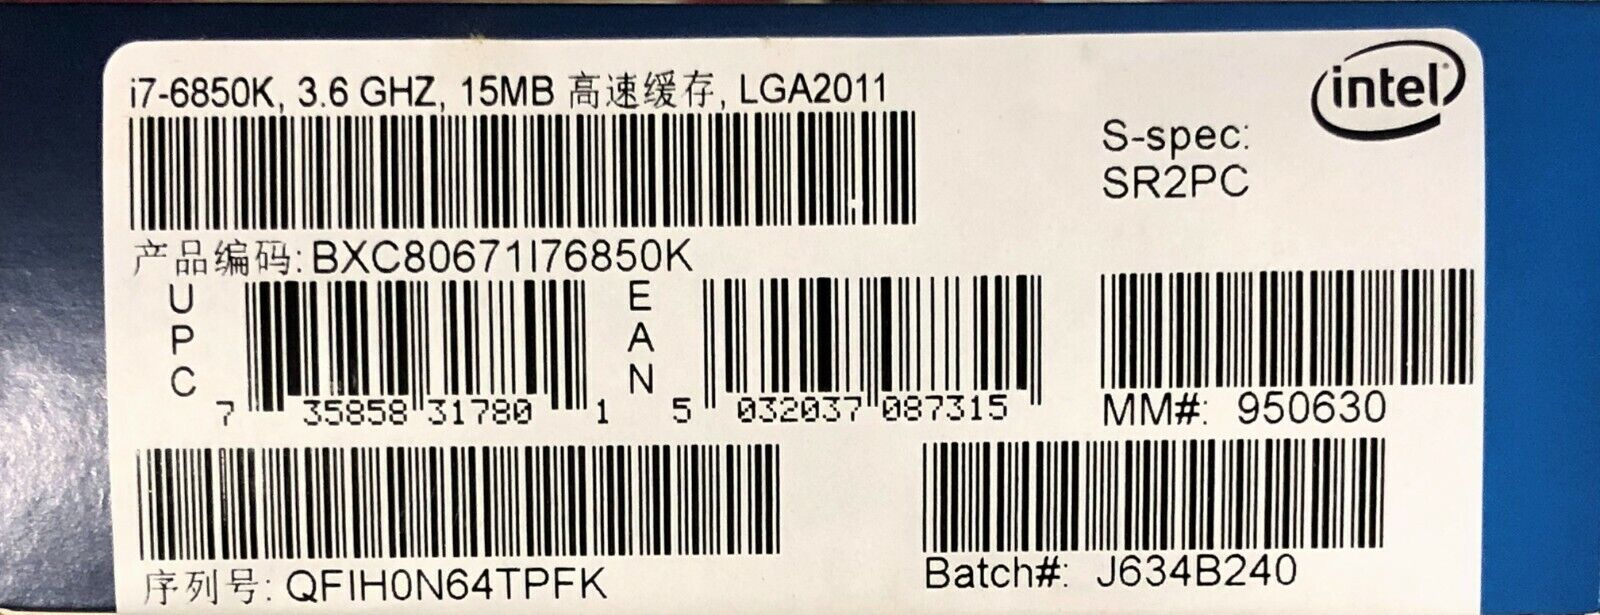 i7-6850K, 3.6 GHZ, 15MB 高速缓存, LGA2011
intel
S-spec:
SR2PC
产品编码: BXC80671I76850K
UPC
7 35858 31780 1
EAN
5 032037 087315
MM#: 950630
序列号: QFIH0N64TPFK
Batch#: J634B240